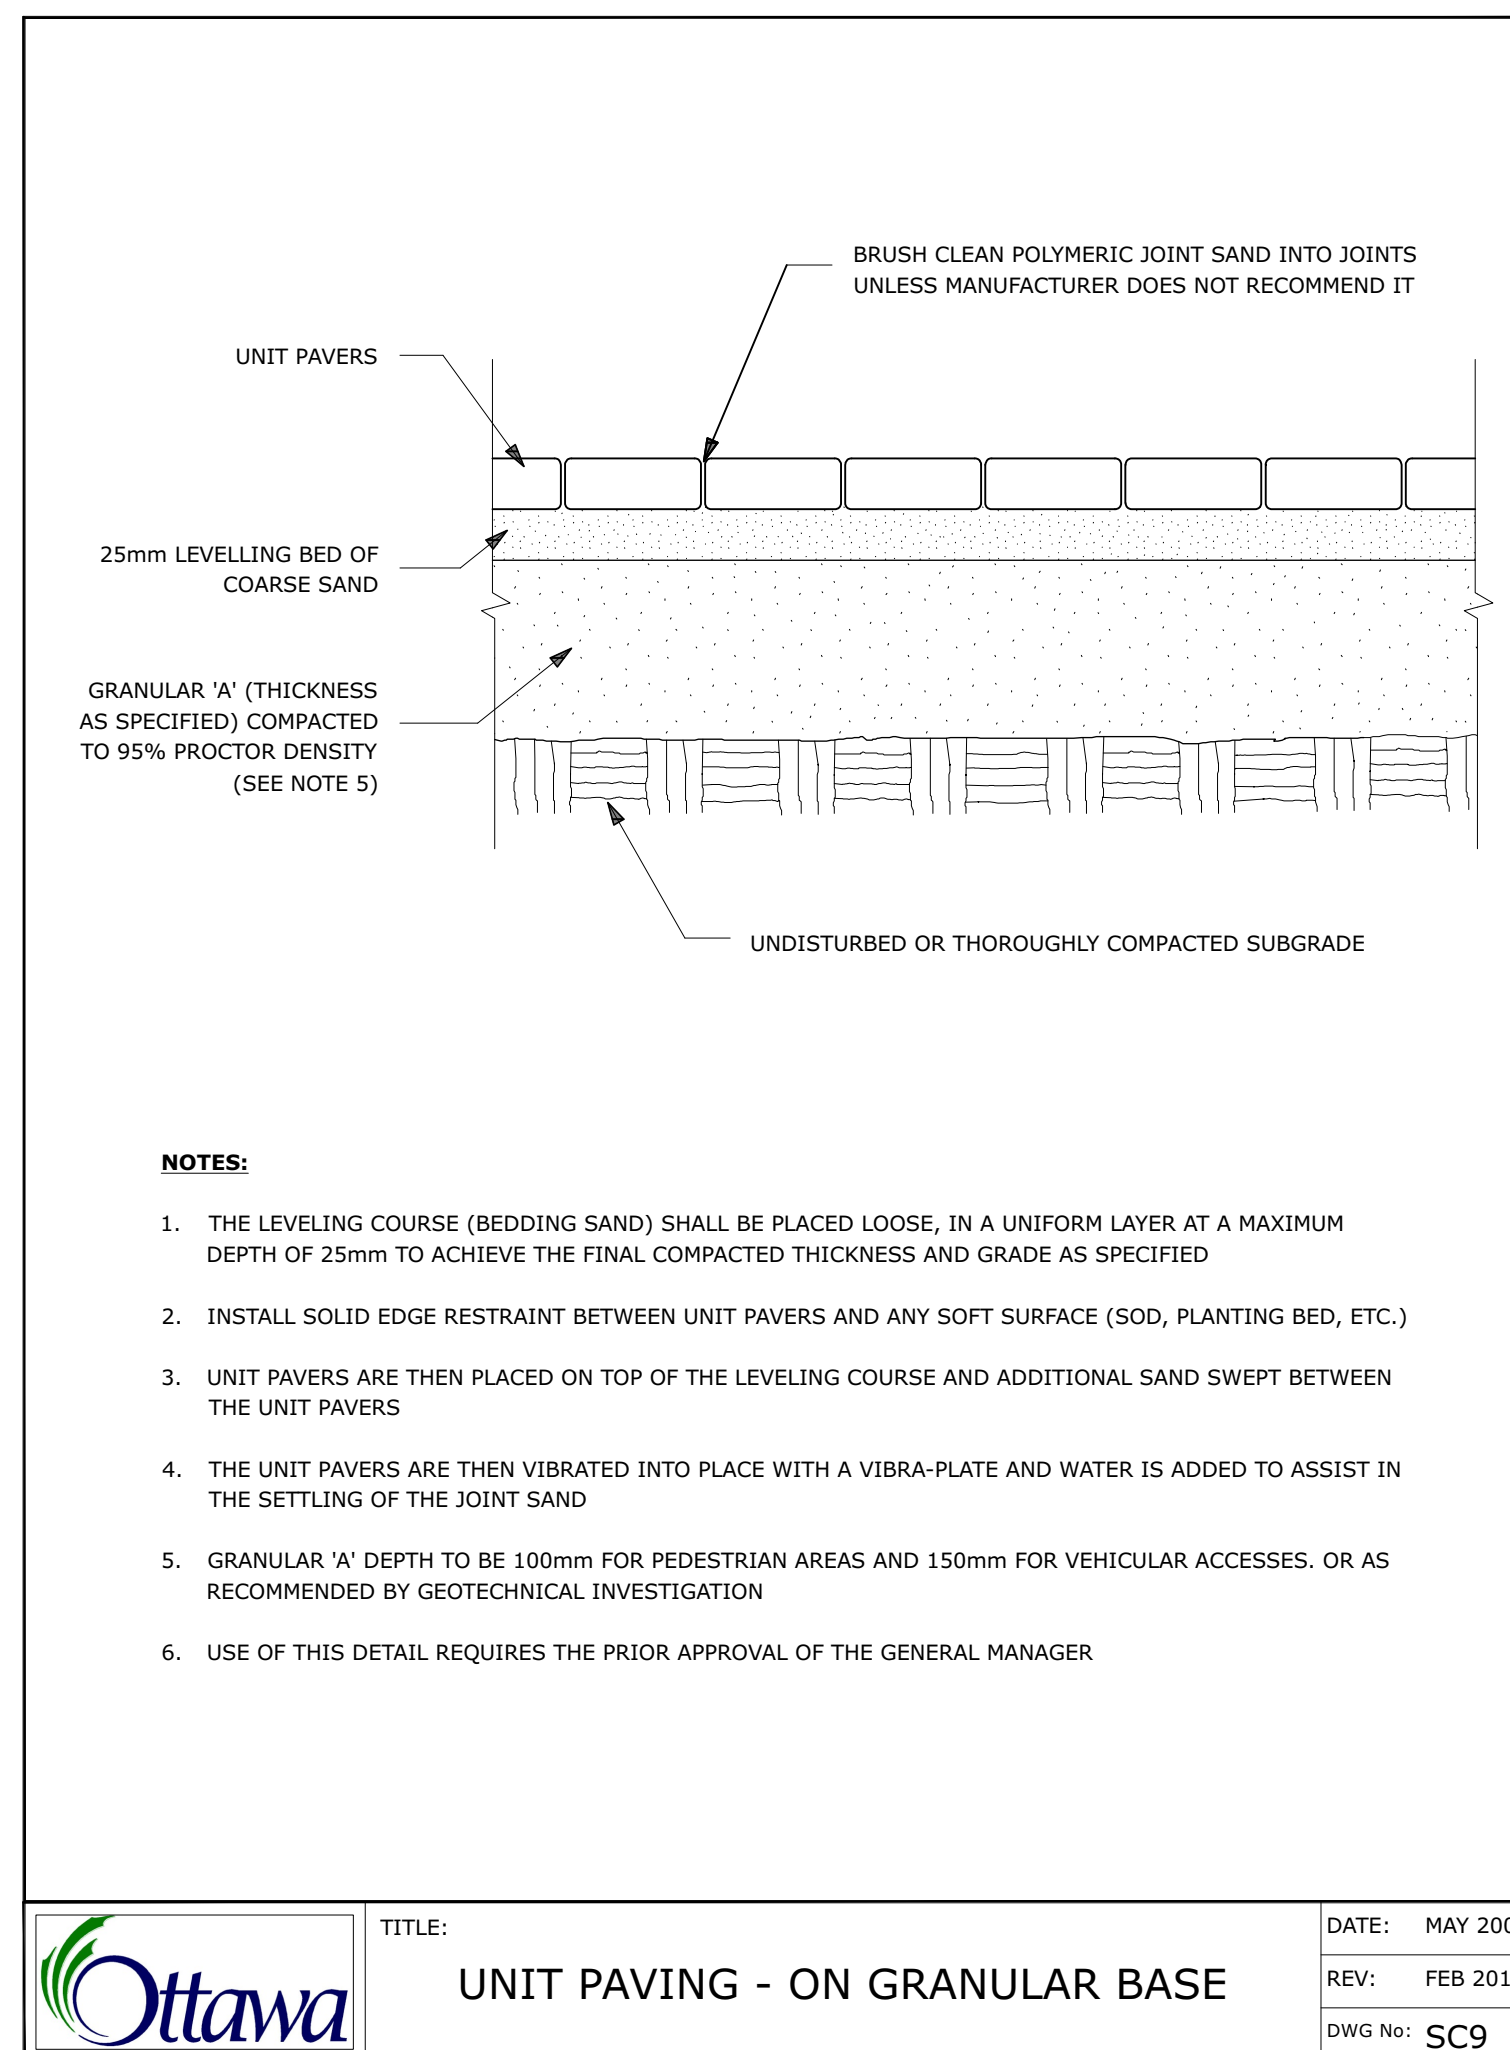 BRUSH CLEAN POLYMERIC JOINT SAND INTO JOINTS
UNLESS MANUFACTURER DOES NOT RECOMMEND IT
UNIT PAVERS
25mm LEVELLING BED OF
COARSE SAND
GRANULAR 'A' (THICKNESS
AS SPECIFIED) COMPACTED
TO 95% PROCTOR DENSITY
(SEE NOTE 5)
UNDISTURBED OR THOROUGHLY COMPACTED SUBGRADE
NOTES:
1. THE LEVELING COURSE (BEDDING SAND) SHALL BE PLACED LOOSE, IN A UNIFORM LAYER AT A MAXIMUM
DEPTH OF 25mm TO ACHIEVE THE FINAL COMPACTED THICKNESS AND GRADE AS SPECIFIED
2. INSTALL SOLID EDGE RESTRAINT BETWEEN UNIT PAVERS AND ANY SOFT SURFACE (SOD, PLANTING BED, ETC.)
3. UNIT PAVERS ARE THEN PLACED ON TOP OF THE LEVELING COURSE AND ADDITIONAL SAND SWEPT BETWEEN
THE UNIT PAVERS
4. THE UNIT PAVERS ARE THEN VIBRATED INTO PLACE WITH A VIBRA-PLATE AND WATER IS ADDED TO ASSIST IN
THE SETTLING OF THE JOINT SAND
5. GRANULAR 'A' DEPTH TO BE 100mm FOR PEDESTRIAN AREAS AND 150mm FOR VEHICULAR ACCESSES. OR AS
RECOMMENDED BY GEOTECHNICAL INVESTIGATION
6. USE OF THIS DETAIL REQUIRES THE PRIOR APPROVAL OF THE GENERAL MANAGER
Ottawa
TITLE:
UNIT PAVING - ON GRANULAR BASE
DATE: MAY
REV: FEB
DWG No: SC9